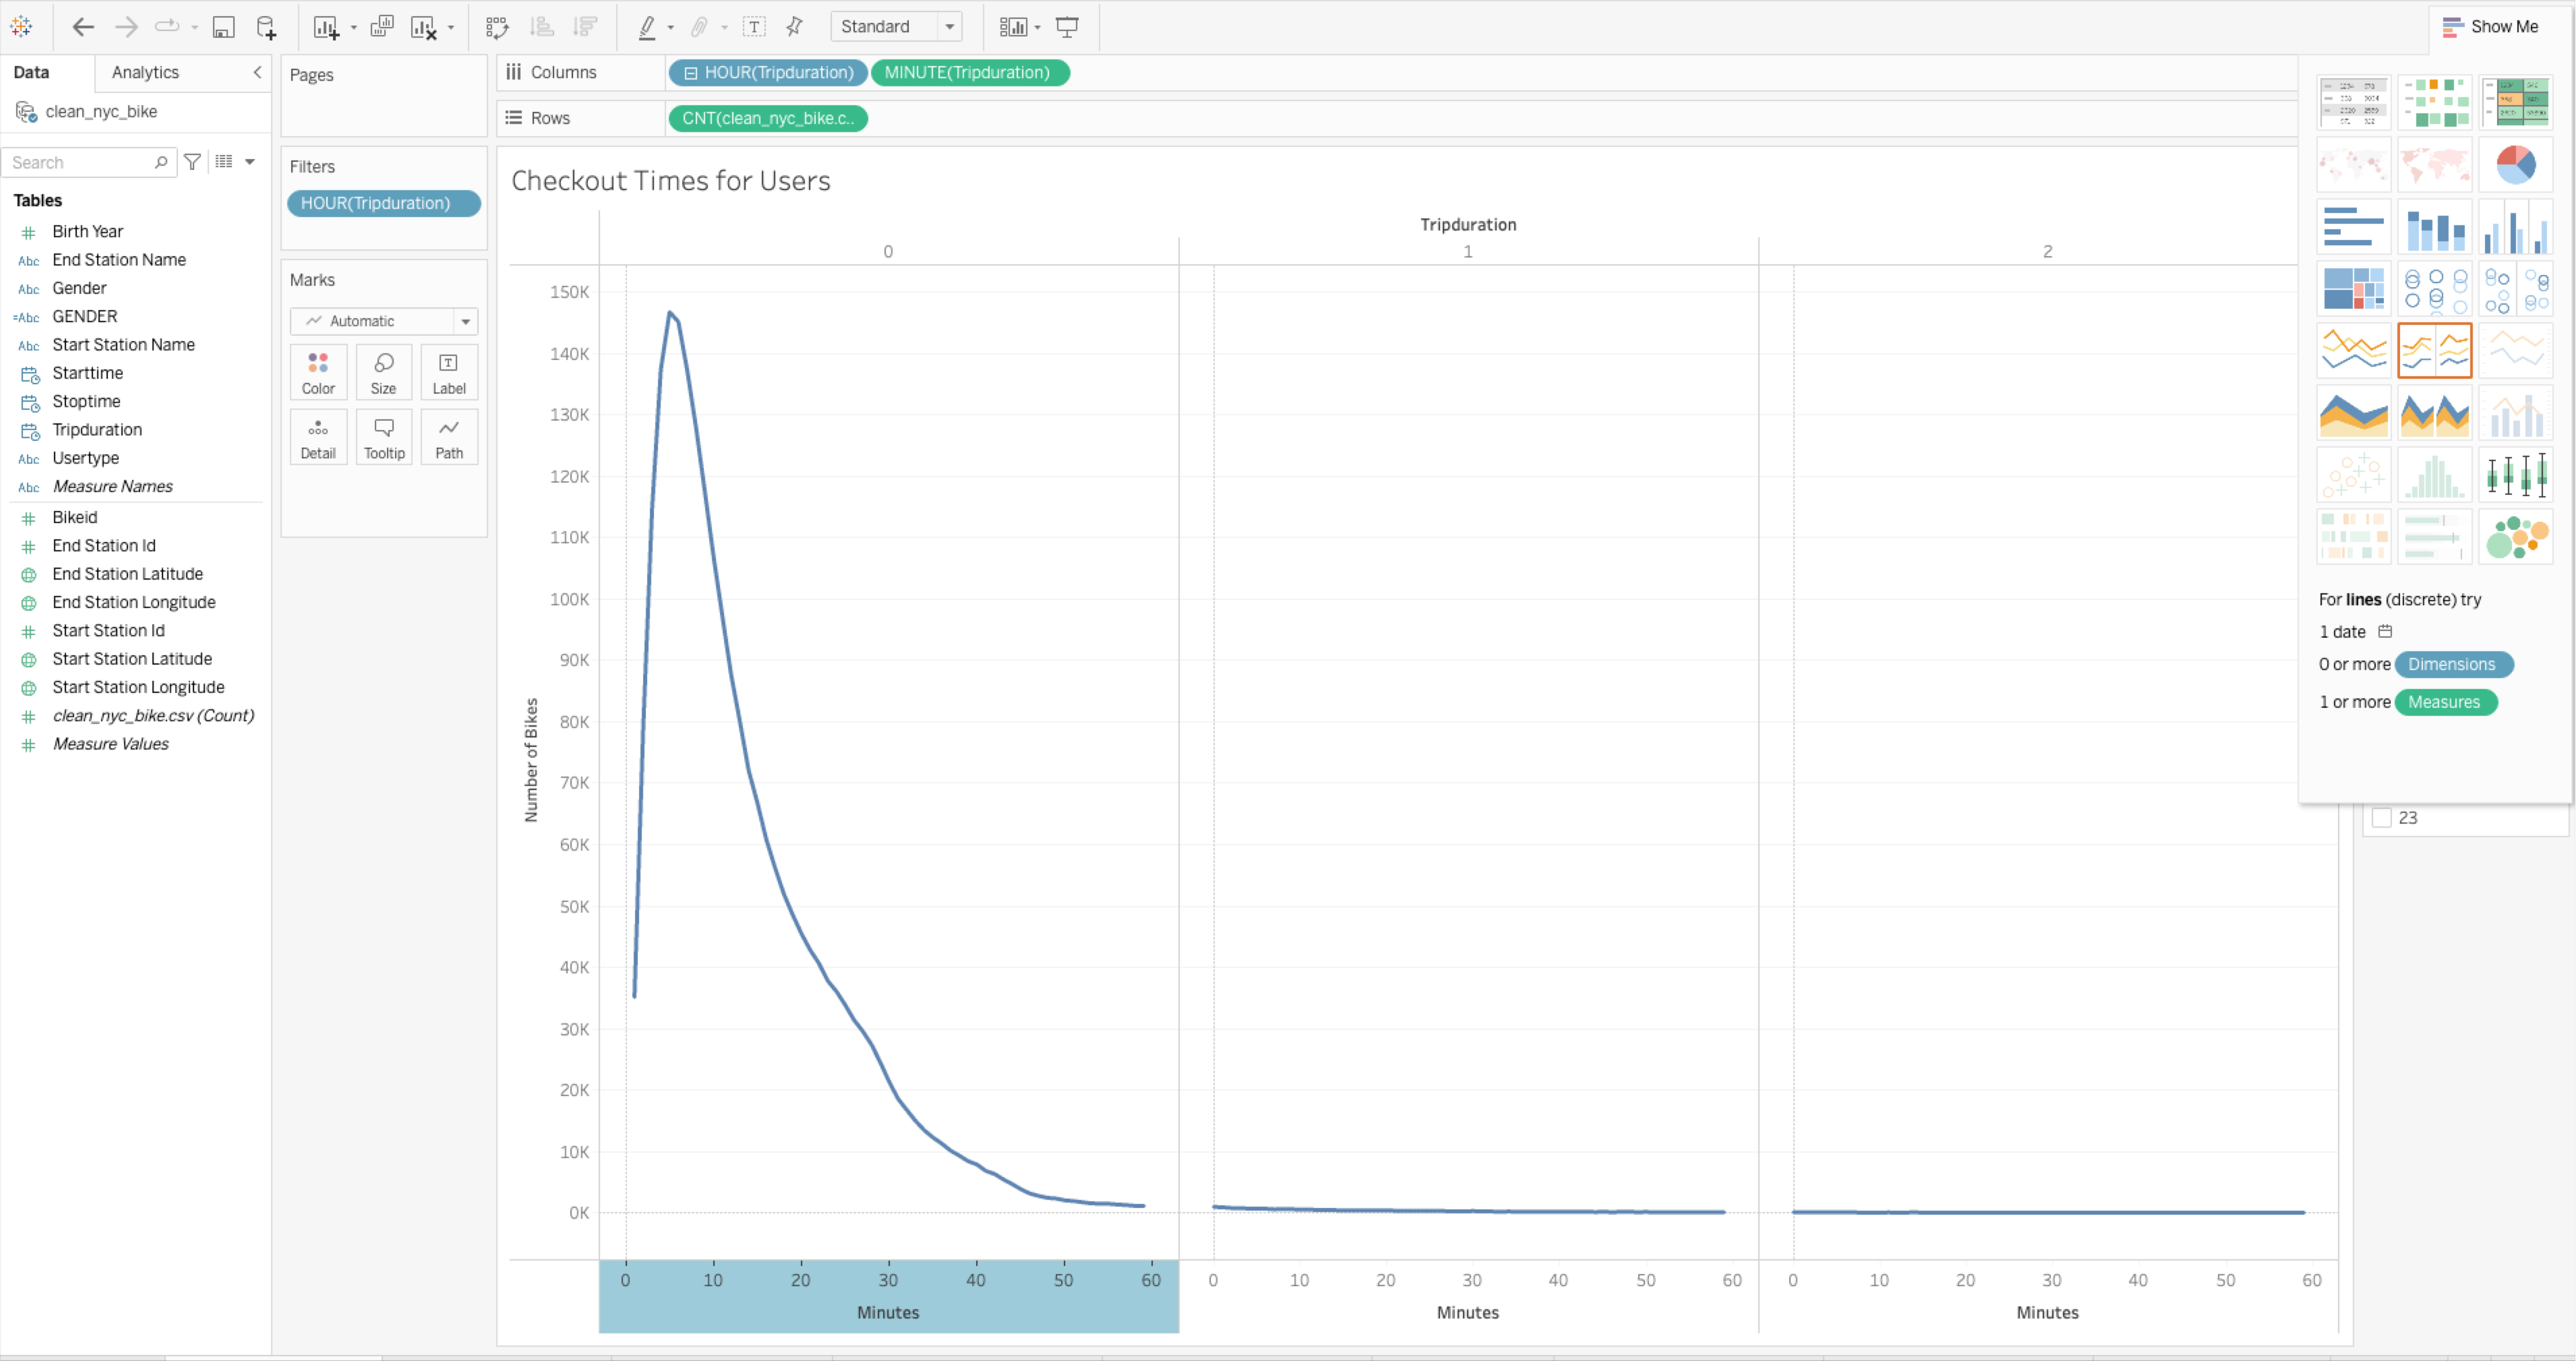 Standard
Show Me
Data
Analytics
Pages
Columns
HOUR(Tripduration)
MINUTE(Tripduration)
clean_nyc_bike
Rows
CNT(clean_nyc_bike.c..
Search
Filters
HOUR(Tripduration)
Checkout Times for Users
Tables
Birth Year
Abc End Station Name
Abc Gender
=Abc GENDER
Abc Start Station Name
Starttime
Stoptime
Tripduration
Abc Usertype
Abc Measure Names
Bikeid
End Station Id
End Station Latitude
End Station Longitude
Start Station Id
Start Station Latitude
Start Station Longitude
clean_nyc_bike.csv (Count)
Measure Values
Marks
Automatic
Color Size Label
Detail Tooltip Path
Tripduration
0 1 2
150K
140K
130K
120K
110K
100K
90K
80K
70K
60K
50K
40K
30K
20K
10K
0K
Number of Bikes
0 10 20 30 40 50 60 0 10 20 30 40 50 60 0 10 20 30 40 50 60
Minutes Minutes Minutes
For lines (discrete) try
1 date
0 or more Dimensions
1 or more Measures
23